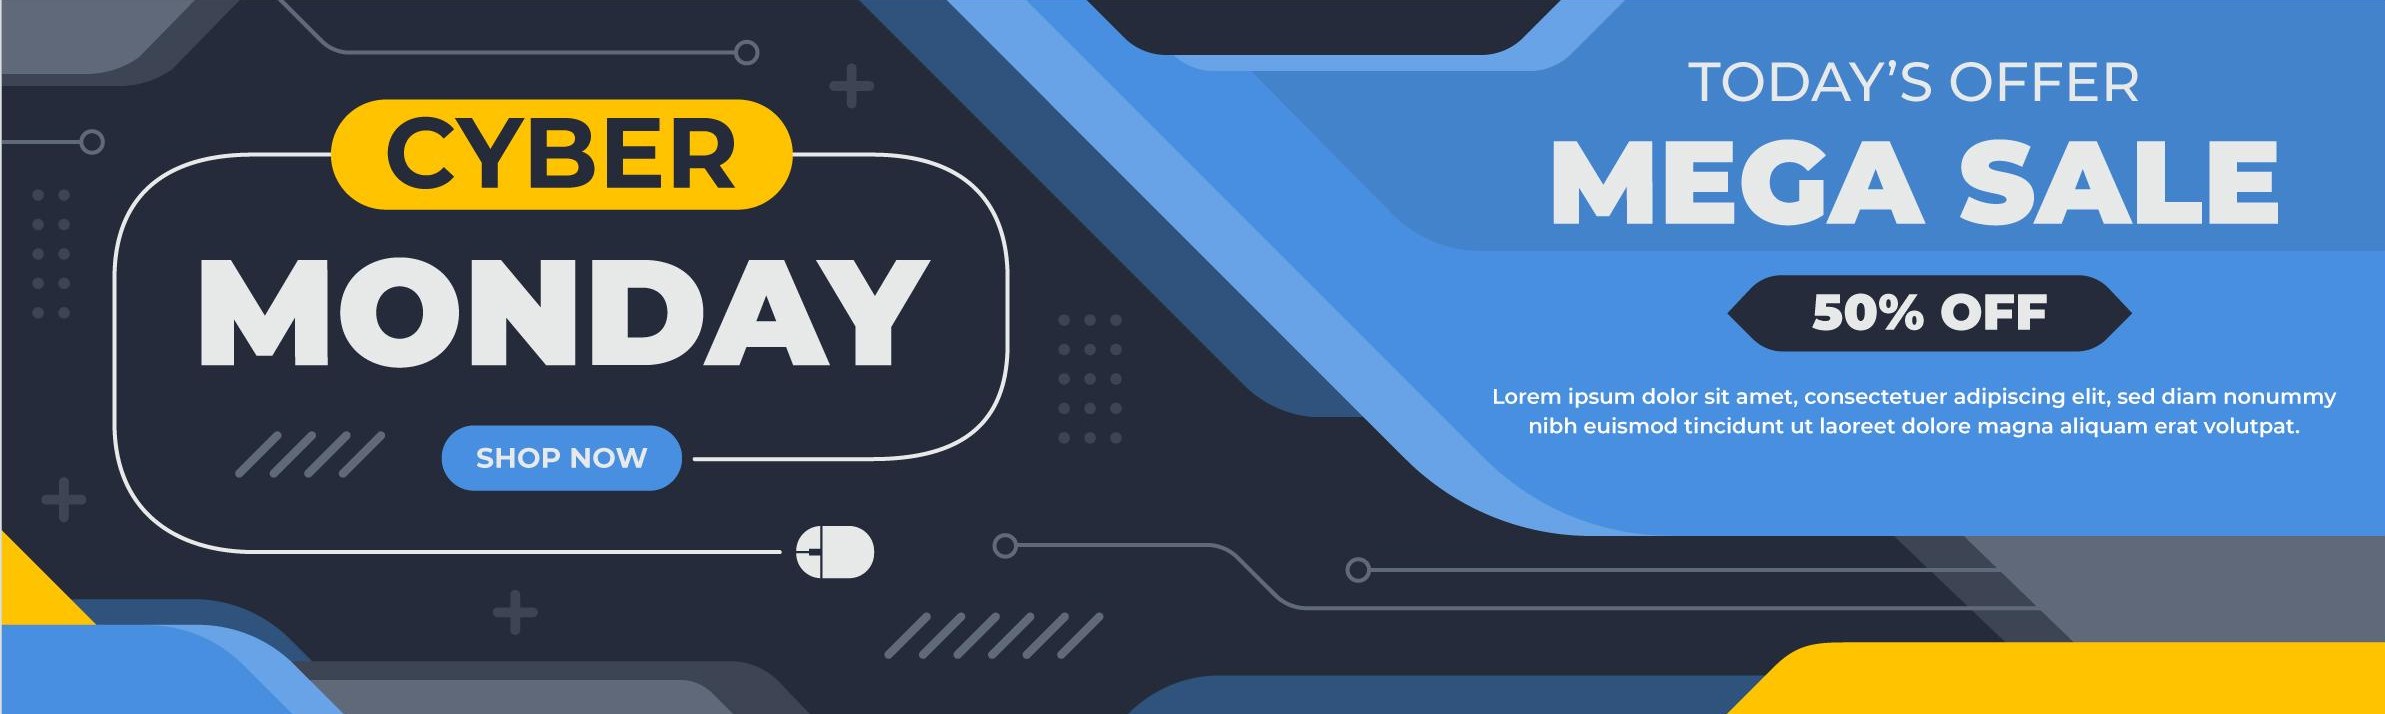 CYBER
MONDAY
SHOP NOW
TODAY’S OFFER
MEGA SALE
50% OFF
Lorem ipsum dolor sit amet, consectetuer adipiscing elit, sed diam nonummy
nibh euismod tincidunt ut laoreet dolore magna aliquam erat volutpat.